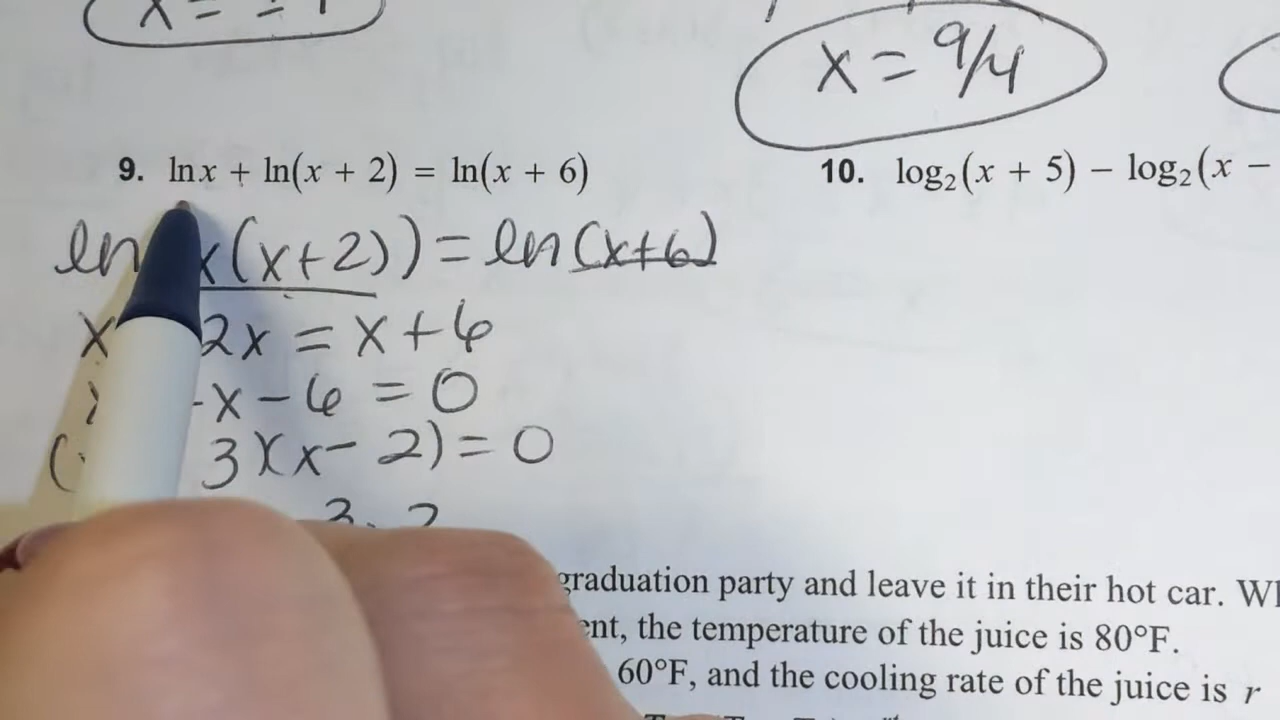 x = ±
x = 9/4
9. ln x + ln(x + 2) = ln(x + 6)
10. log₂(x + 5) − log₂(x −
ln x(x+2)) = ln(x+6)
x 2x = x + 6
-x - 6 = 0
( 3)(x - 2) = 0
3, 2
graduation party and leave it in their hot car.
the temperature of the juice is 80°F.
60°F, and the cooling rate of the juice is r